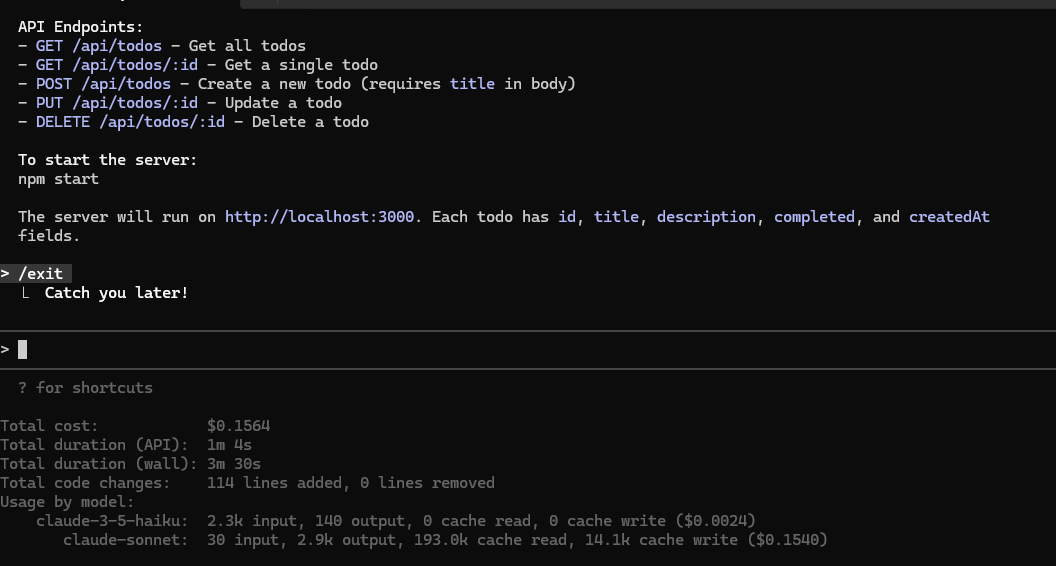 API Endpoints:
- GET /api/todos - Get all todos
- GET /api/todos/:id - Get a single todo
- POST /api/todos - Create a new todo (requires title in body)
- PUT /api/todos/:id - Update a todo
- DELETE /api/todos/:id - Delete a todo
To start the server:
npm start
The server will run on http://localhost:3000. Each todo has id, title, description, completed, and createdAt
fields.
> /exit
⎿ Catch you later!
>
? for shortcuts
Total cost: $0.1564
Total duration (API): 1m 4s
Total duration (wall): 3m 30s
Total code changes: 114 lines added, 0 lines removed
Usage by model:
claude-3-5-haiku: 2.3k input, 140 output, 0 cache read, 0 cache write ($0.0024)
claude-sonnet: 30 input, 2.9k output, 193.0k cache read, 14.1k cache write ($0.1540)